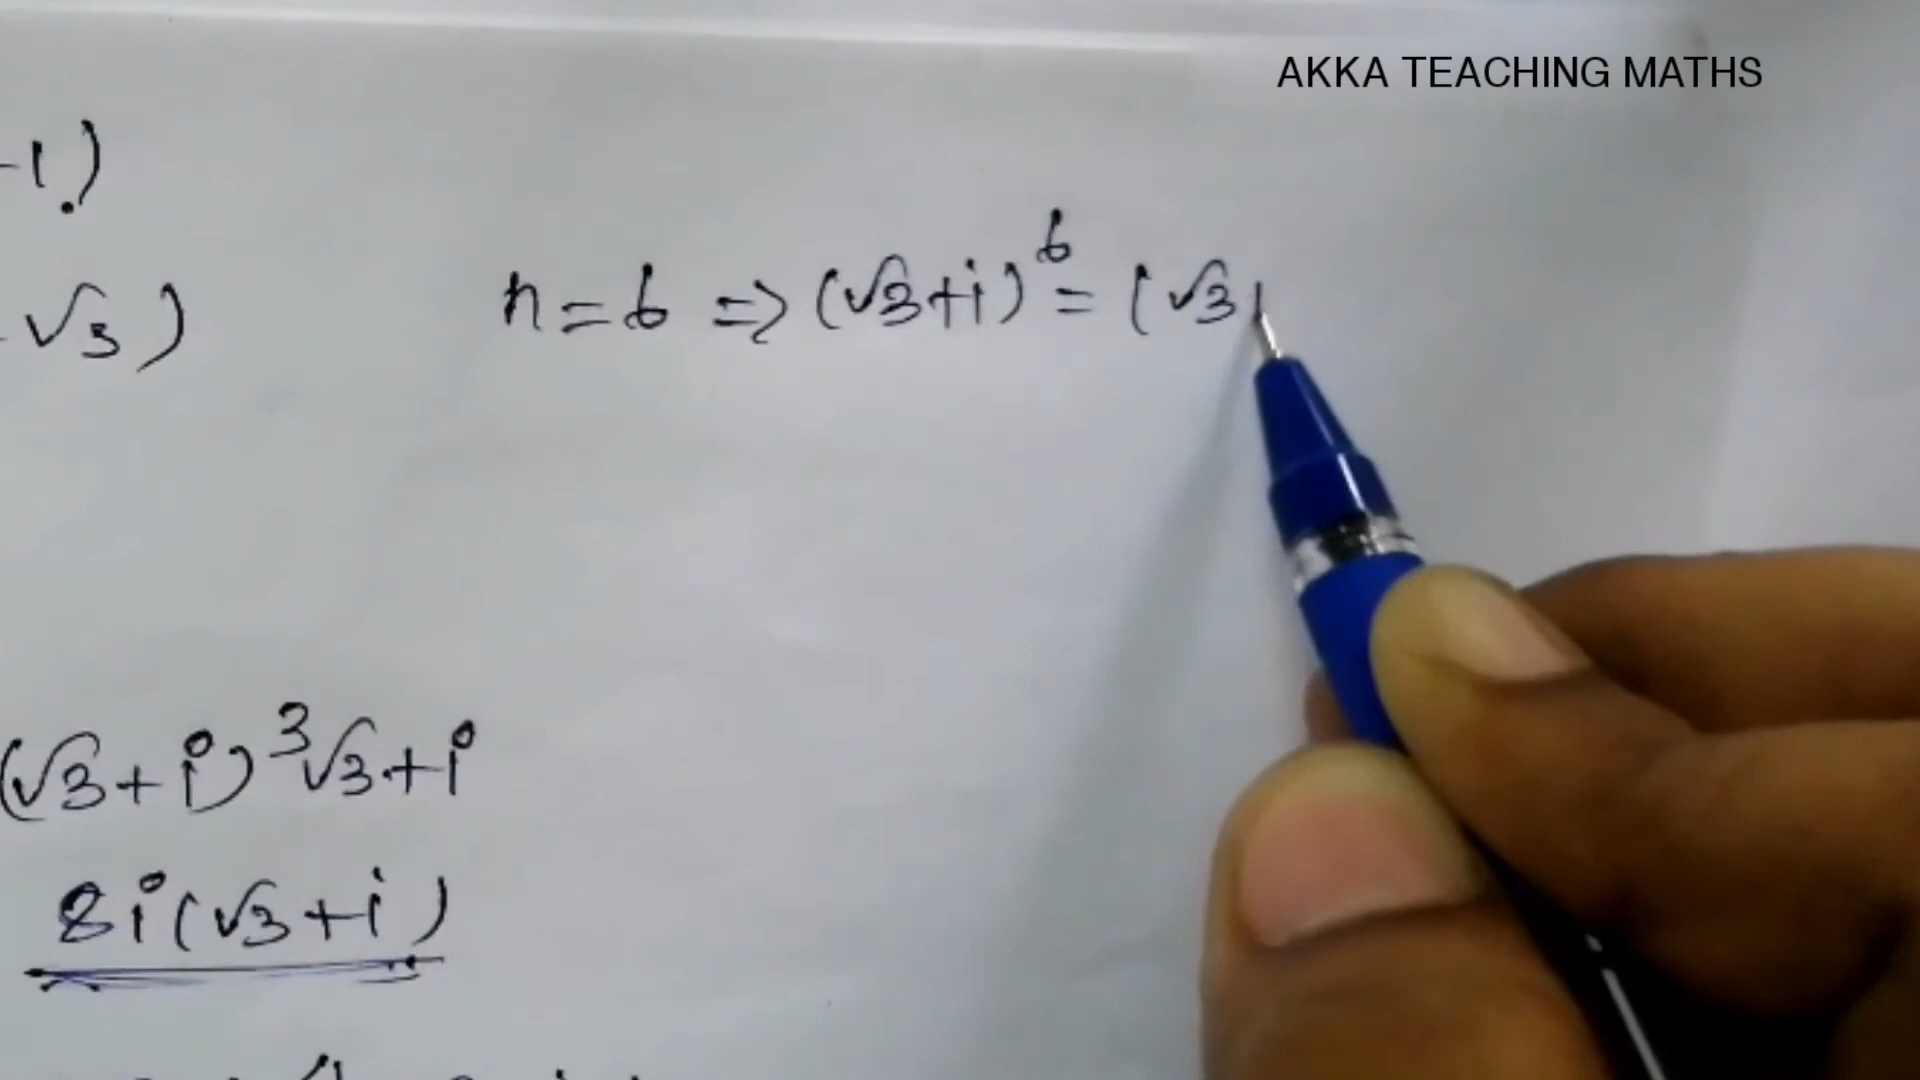 AKKA TEACHING MATHS
-1)
√3)
n=6 ⇒ (√3+i)^6 = (√3
(√3+i)^3 √3+i
8i(√3+i)